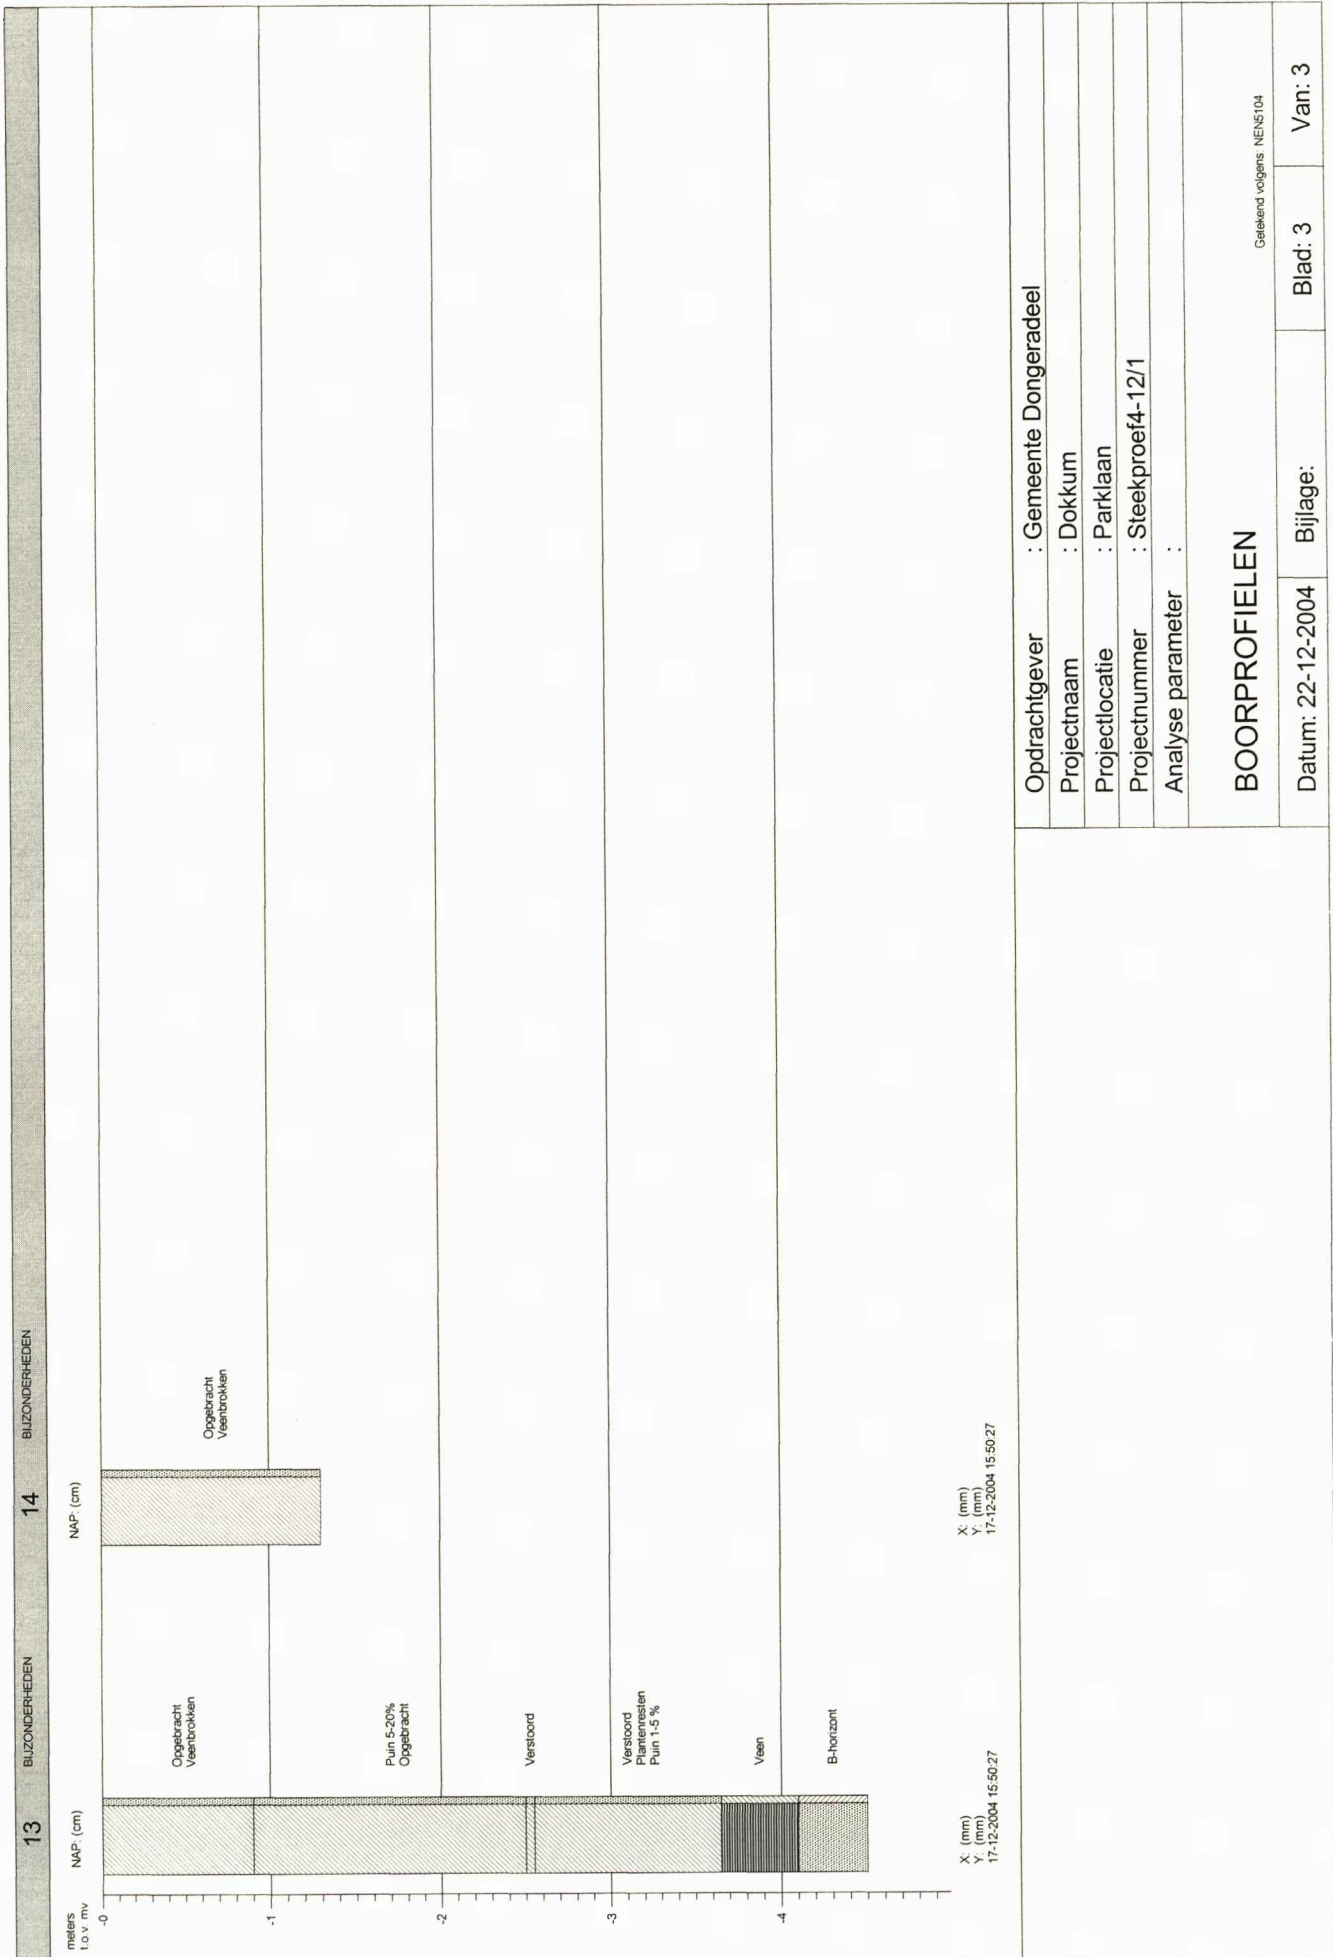 13 BIJZONDERHEDEN 14 BIJZONDERHEDEN
meters
t.o.v. mv
NAP: (cm)
NAP: (cm)
-0
-1
-2
-3
-4
Opgebracht
Veenbrokken
Puin 5-20%
Opgebracht
Verstoord
Verstoord
Plantenresten
Puin 1-5 %
Veen
B-horizont
X: (mm)
Y: (mm)
17-12-2004 15:50:27
Opgebracht
Veenbrokken
X: (mm)
Y: (mm)
17-12-2004 15:50:27
Opdrachtgever : Gemeente Dongeradeel
Projectnaam : Dokkum
Projectlocatie : Parklaan
Projectnummer : Steekproef4-12/1
Analyse parameter :
BOORPROFIELEN
Getekend volgens: NEN5104
Datum: 22-12-2004 Bijlage: Blad: 3 Van: 3